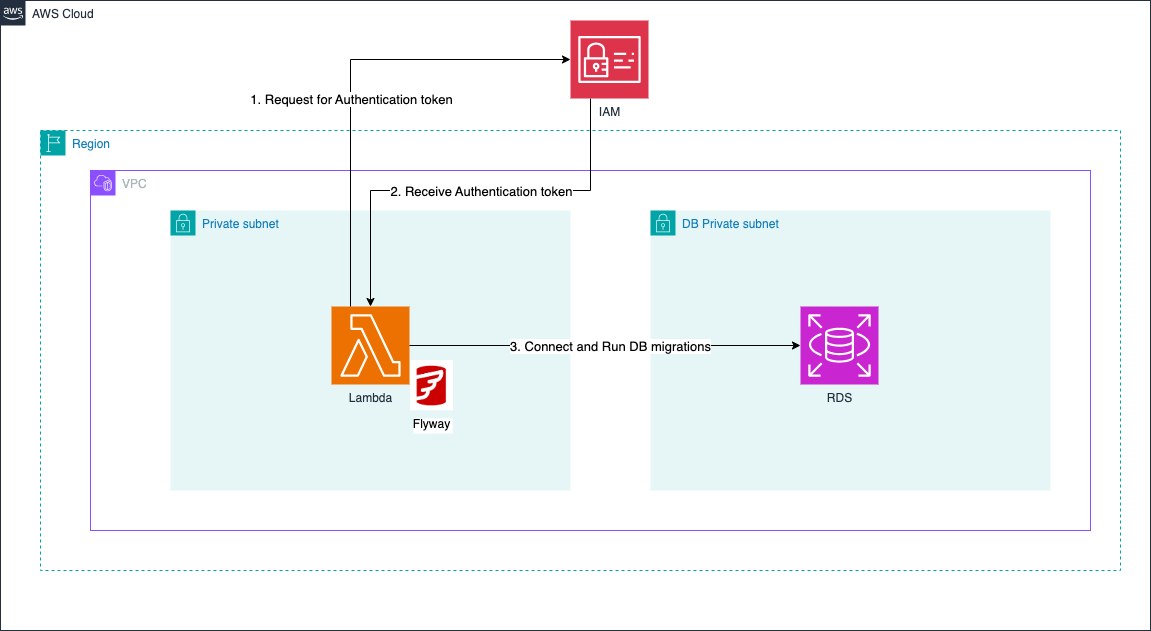 aws
AWS Cloud
IAM
1. Request for Authentication token
Region
VPC
2. Receive Authentication token
Private subnet
DB Private subnet
3. Connect and Run DB migrations
Lambda
RDS
Flyway